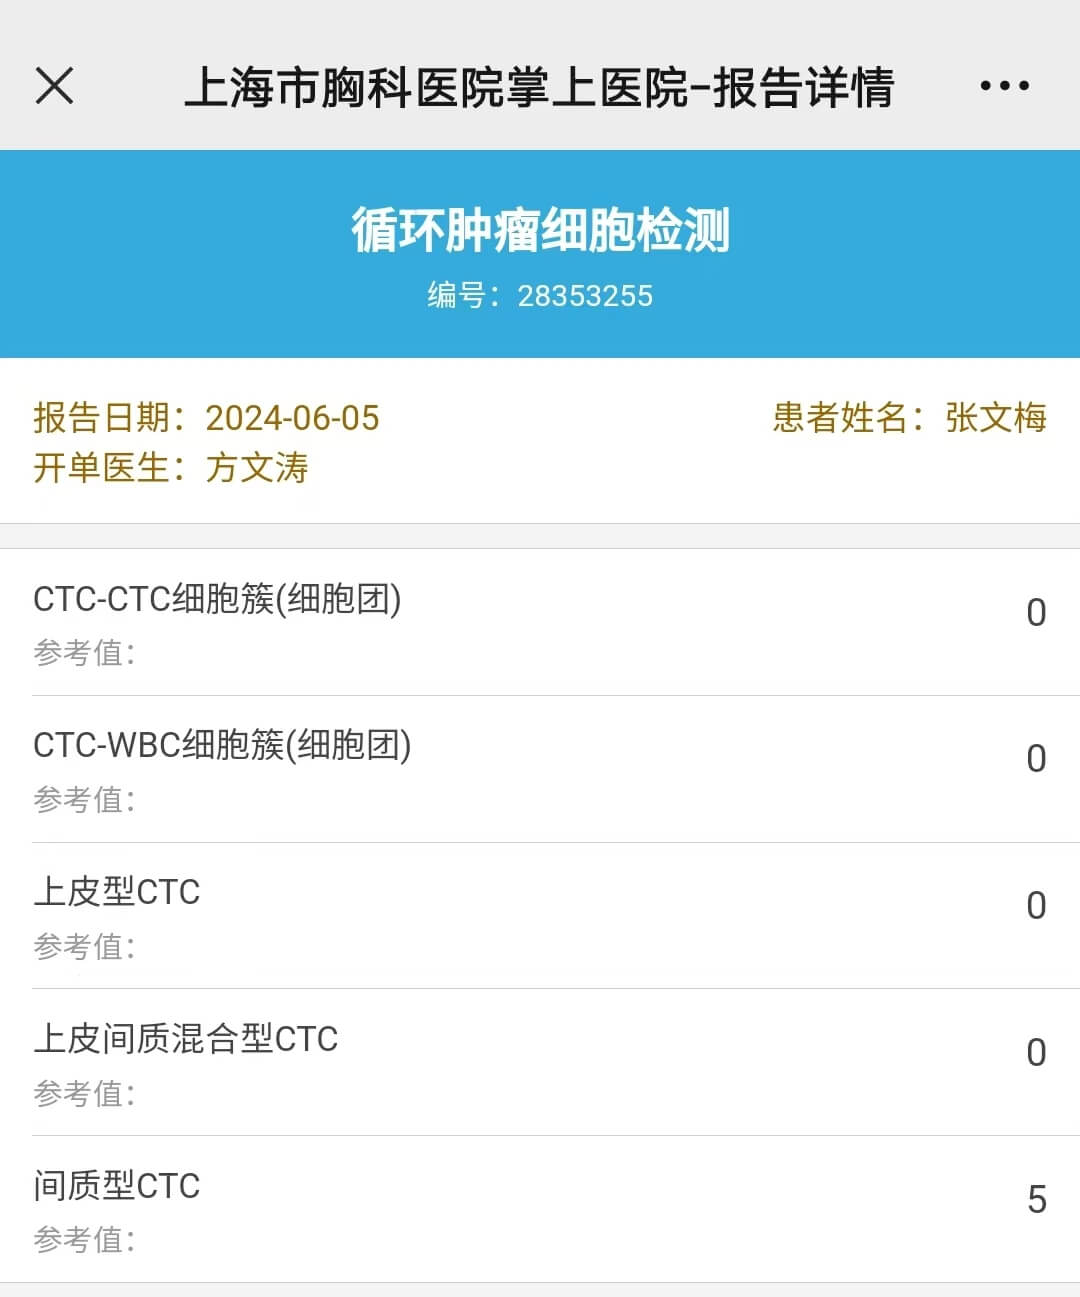 上海市胸科医院掌上医院-报告详情
循环肿瘤细胞检测
编号：28353255
报告日期：2024-06-05 患者姓名：张文梅
开单医生：方文涛
CTC-CTC细胞簇(细胞团) 0
参考值：
CTC-WBC细胞簇(细胞团) 0
参考值：
上皮型CTC 0
参考值：
上皮间质混合型CTC 0
参考值：
间质型CTC 5
参考值：